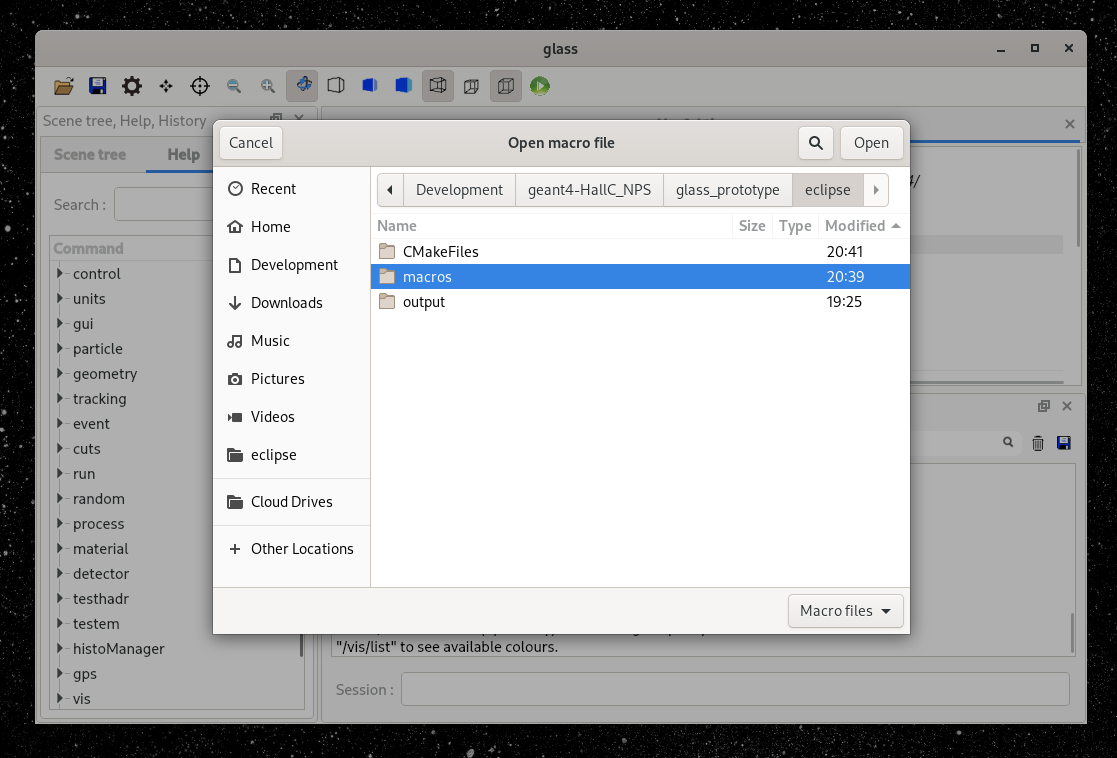 glass
Scene tree, Help, History
Cancel
Open macro file
Open
Scene tree
Help
Search :
Command
control
units
gui
particle
geometry
tracking
event
cuts
run
random
process
material
detector
testhadr
testem
histoManager
gps
vis
Recent
Home
Development
Downloads
Music
Pictures
Videos
eclipse
Cloud Drives
Other Locations
Development geant4-HallC_NPS glass_prototype eclipse
Name Size Type Modified
CMakeFiles 20:41
macros 20:39
output 19:25
Macro files
"/vis/list" to see available colours.
Session :